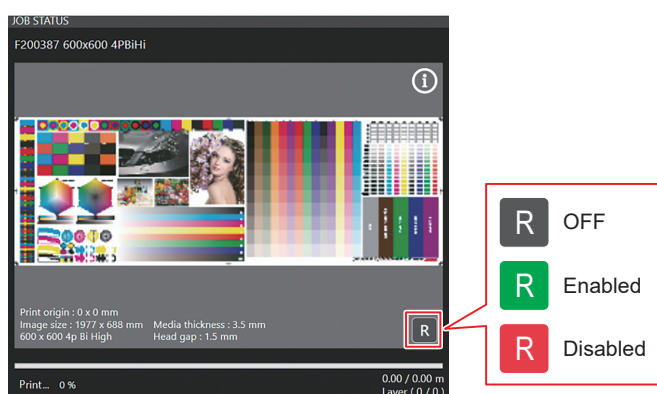 JOB STATUS
F200387 600x600 4PBiHi
i
Print origin : 0 x 0 mm
Image size : 1977 x 688 mm Media thickness : 3.5 mm
600 x 600 4p Bi High Head gap : 1.5 mm
R
Print... 0 %
0.00 / 0.00 m
Layer ( 0 / 0 )
R OFF
R Enabled
R Disabled